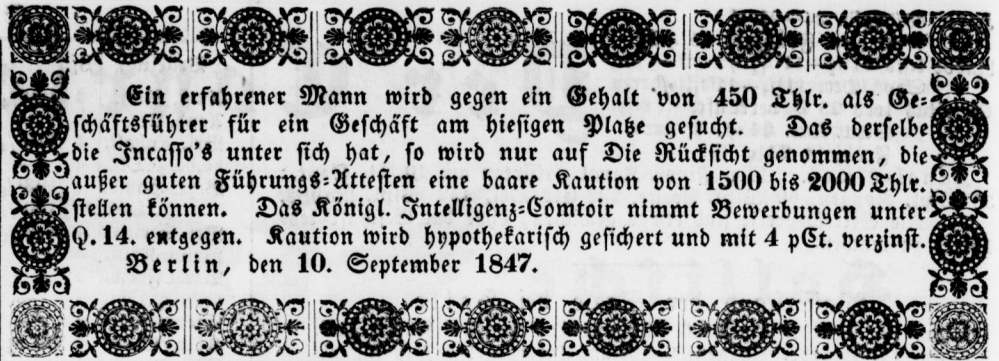 Ein erfahrener Mann wird gegen ein Gehalt von 450 Thlr. als Ge-
schäftsführer für ein Geschäft am hiesigen Platze gesucht. Das derselbe
die Incasso's unter sich hat, so wird nur auf Die Rücksicht genommen, die
außer guten Führungs-Attesten eine baare Kaution von 1500 bis 2000 Thlr.
stellen können. Das Königl. Intelligenz-Comtoir nimmt Bewerbungen unter
Q. 14. entgegen. Kaution wird hypothekarisch gesichert und mit 4 pCt. verzinst.
Berlin, den 10. September 1847.